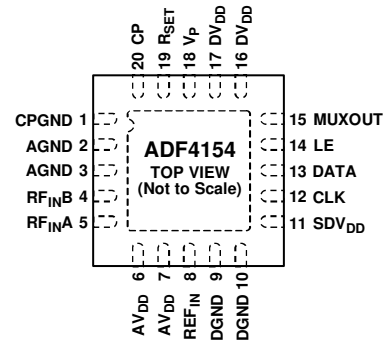 20 CP
19 RSET
18 VP
17 DVDD
16 DVDD
CPGND 1
AGND 2
AGND 3
RFINB 4
RFINA 5
ADF4154
TOP VIEW
(Not to Scale)
15 MUXOUT
14 LE
13 DATA
12 CLK
11 SDVDD
AVDD 6
AVDD 7
REFIN 8
DGND 9
DGND 10